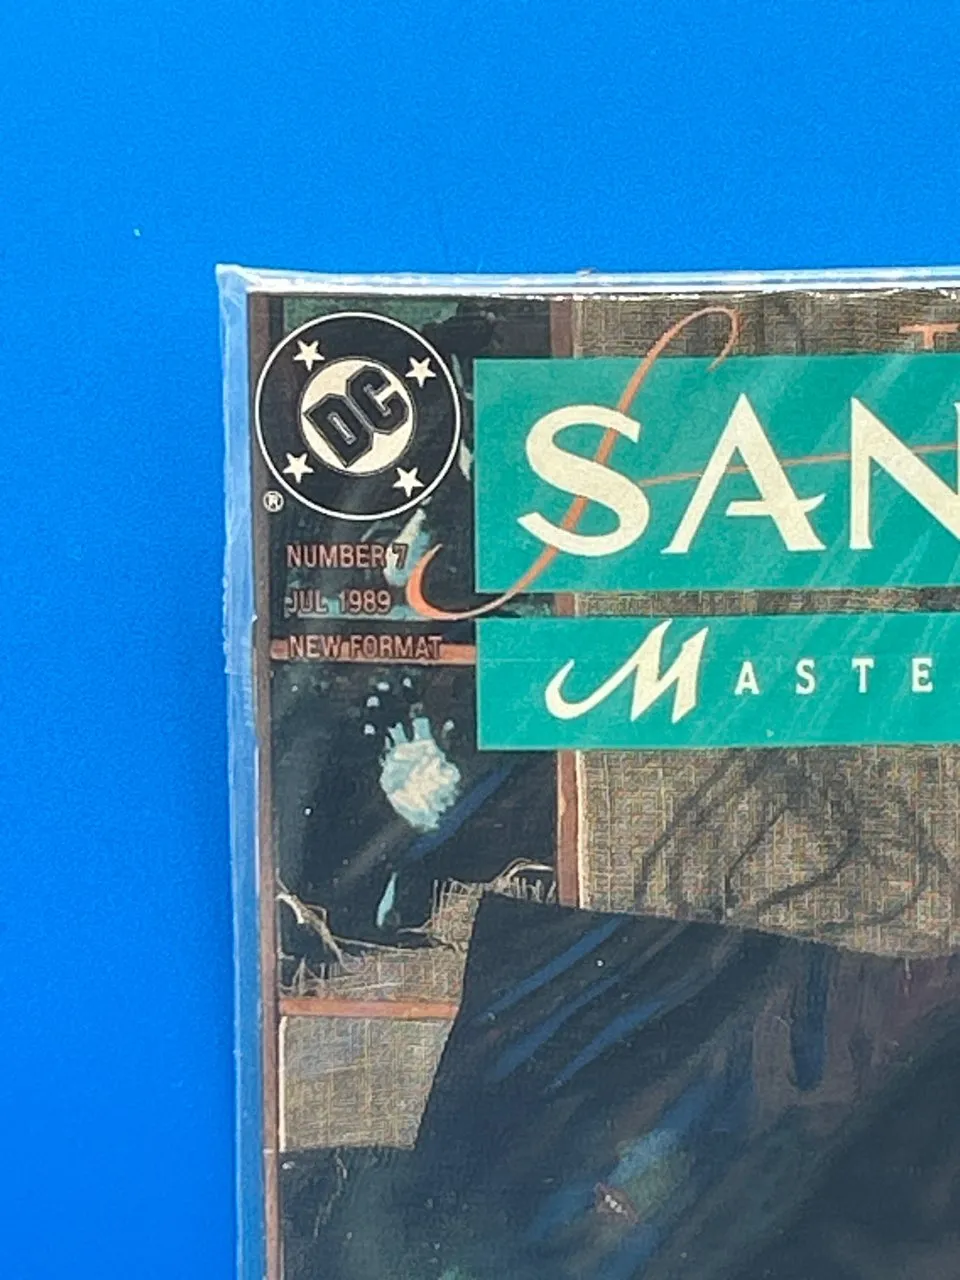 DC
®
T
SAN
NUMBER 7
JUL 1989
NEW FORMAT
MASTE